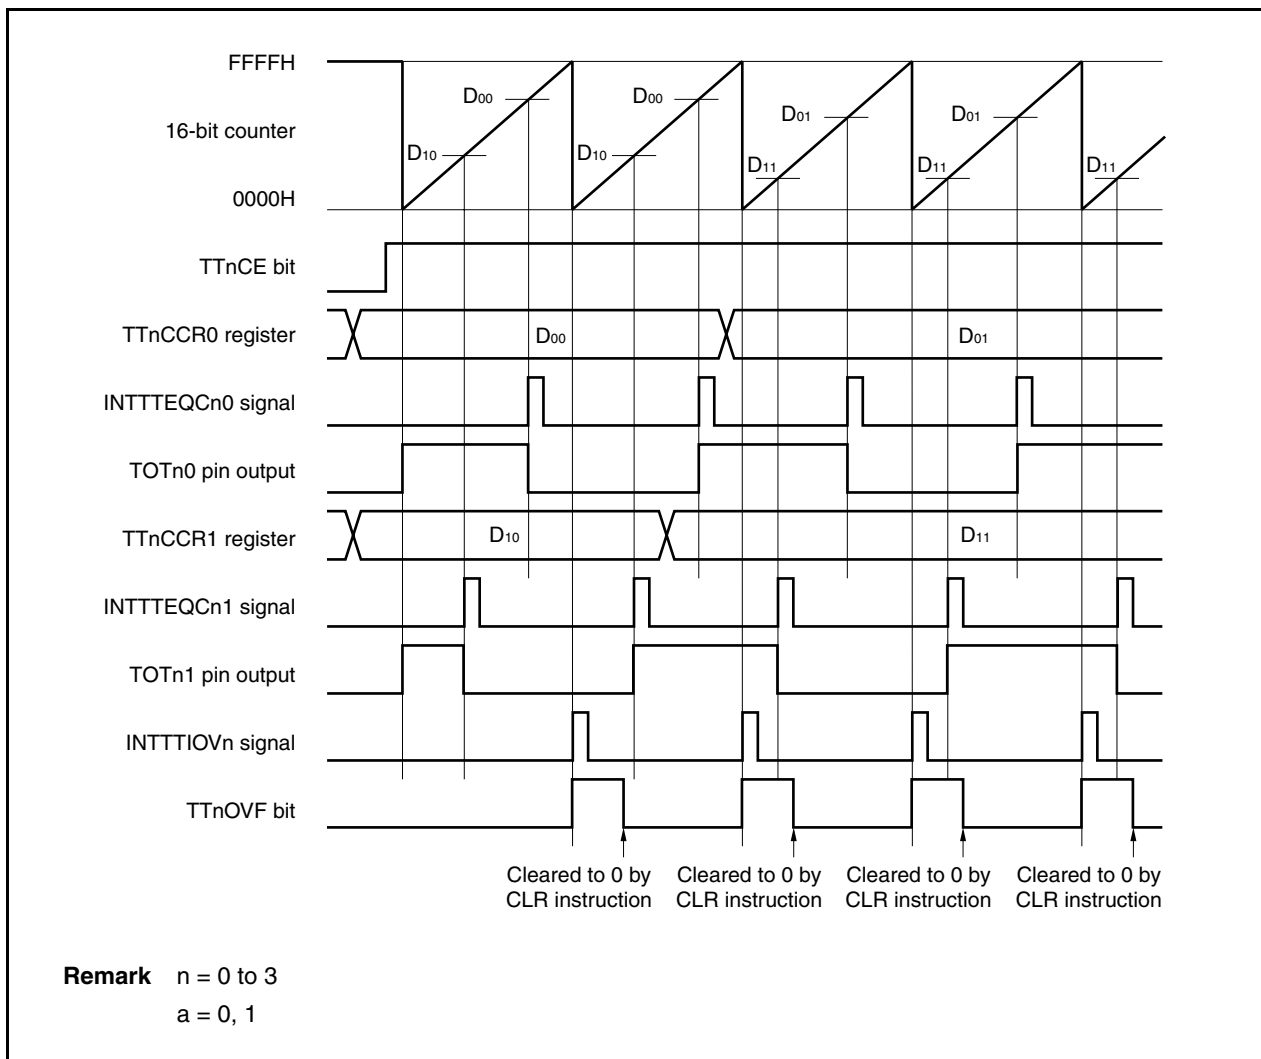 FFFFH
D00 D00
D01 D01
16-bit counter
D10 D10
D11 D11 D11
0000H
TTnCE bit
TTnCCR0 register
D00 D01
INTTTEQCn0 signal
TOTn0 pin output
TTnCCR1 register
D10 D11
INTTTEQCn1 signal
TOTn1 pin output
INTTTIOVn signal
TTnOVF bit
Cleared to 0 by
CLR instruction
Cleared to 0 by
CLR instruction
Cleared to 0 by
CLR instruction
Cleared to 0 by
CLR instruction
Remark n = 0 to 3
a = 0, 1